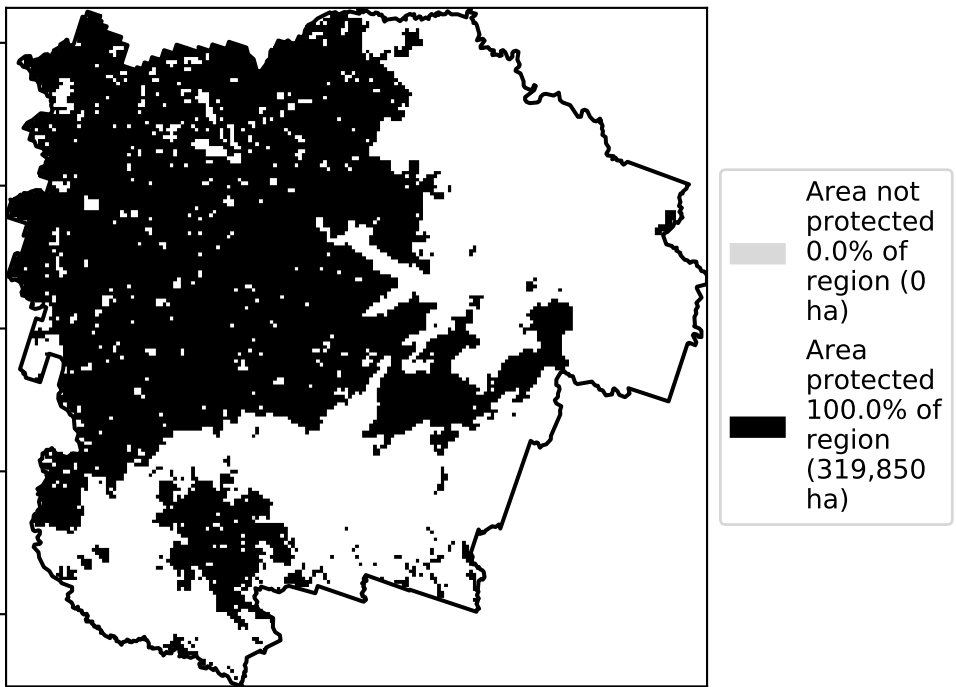 Area not
protected
0.0% of
region (0
ha)
Area
protected
100.0% of
region
(319,850
ha)